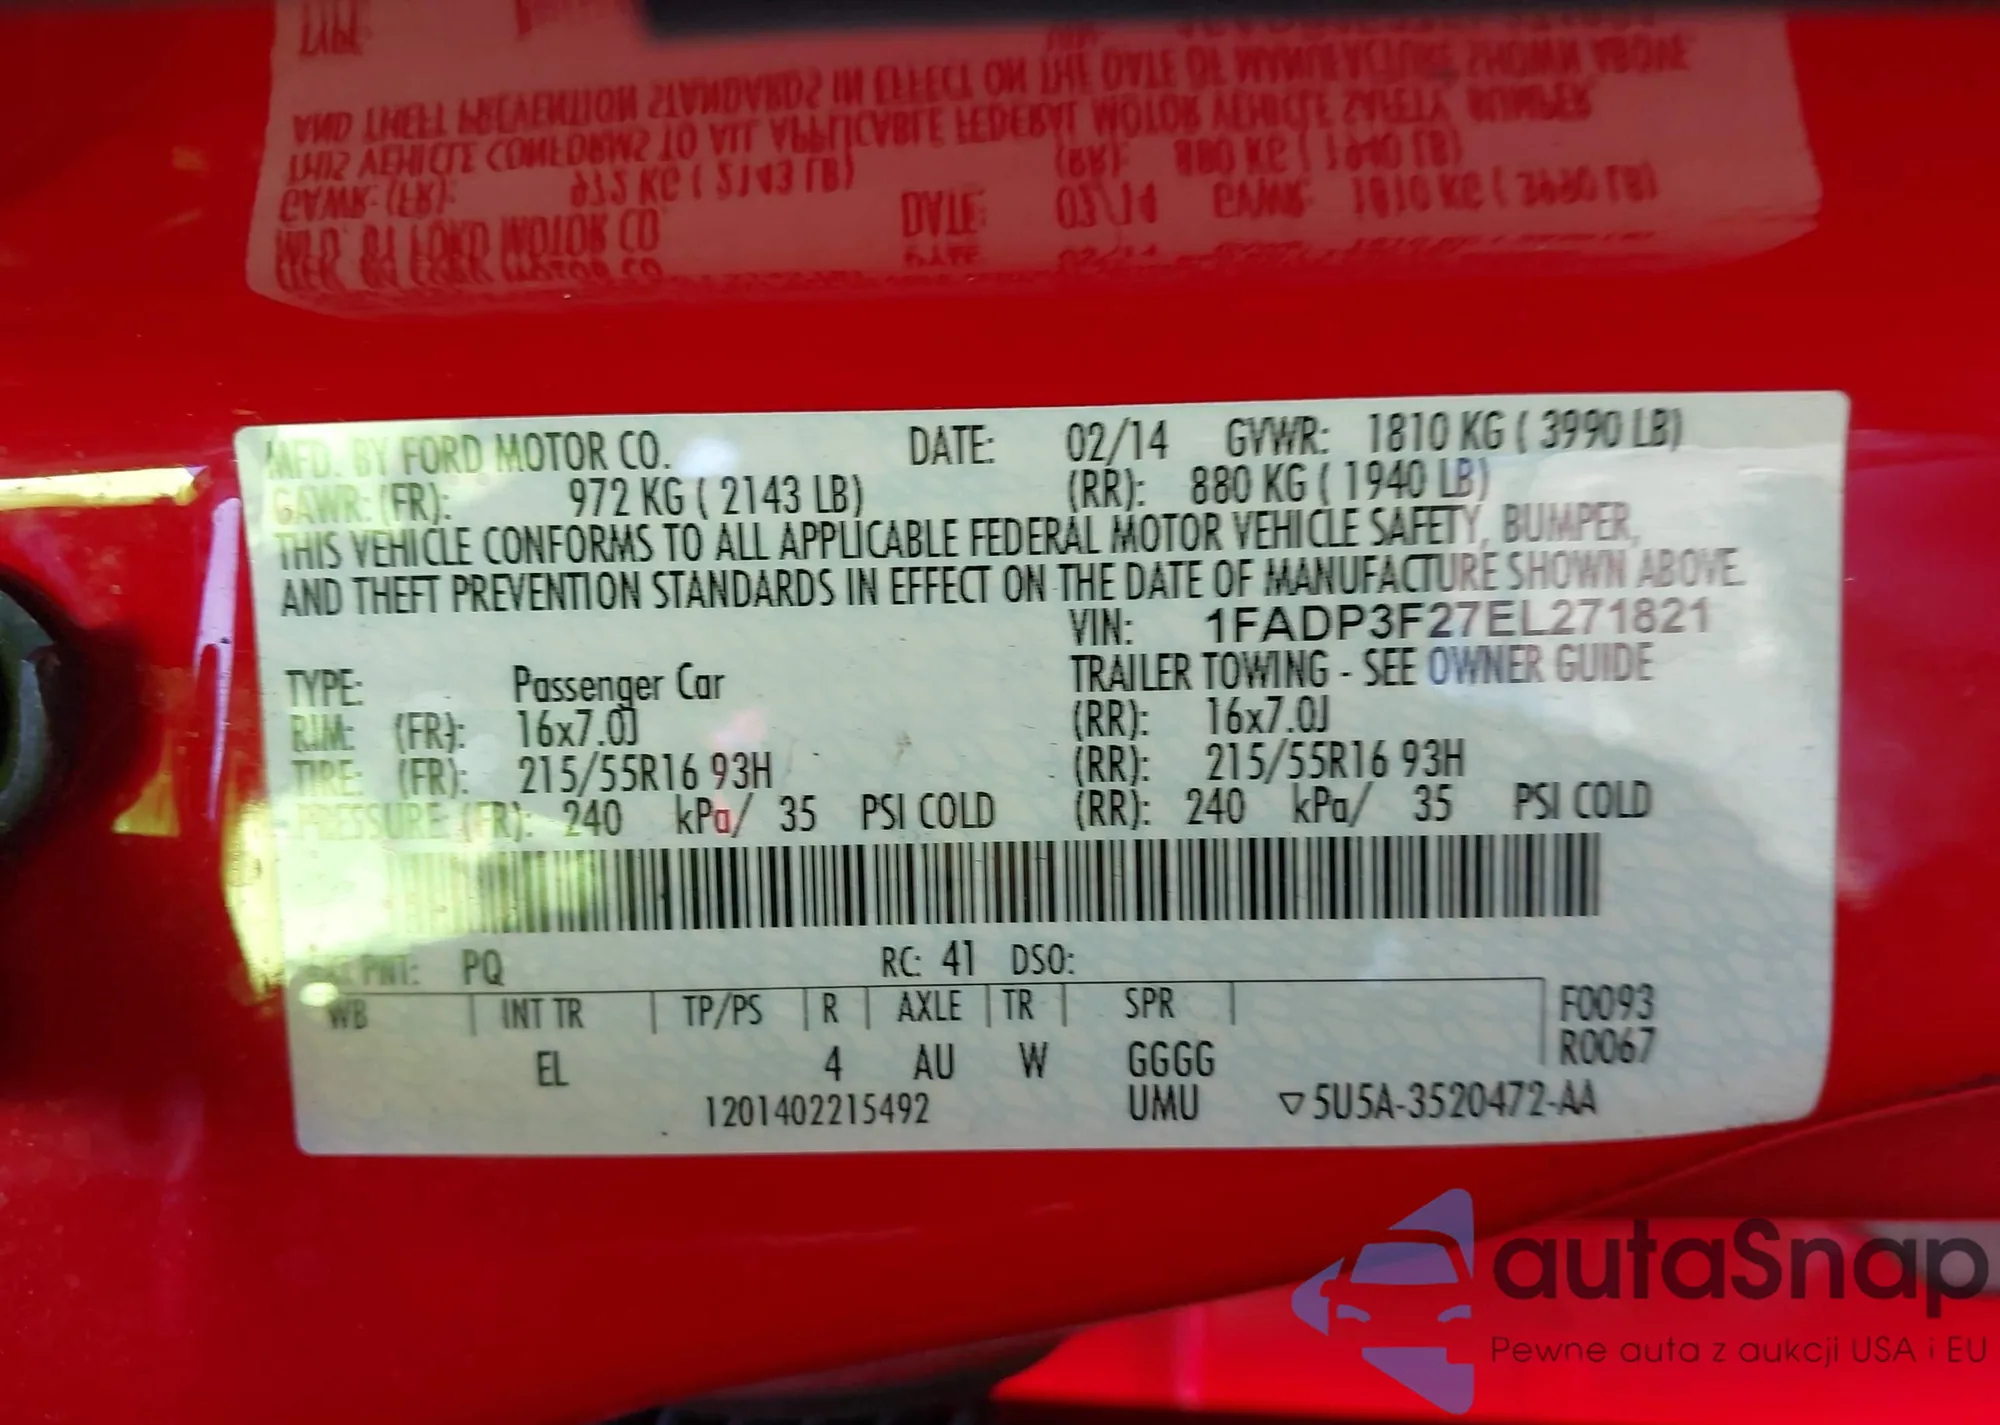 MFD. BY FORD MOTOR CO. DATE: 02/14 GVWR: 1810 KG ( 3990 LB)
GAWR: (FR): 972 KG ( 2143 LB) (RR): 880 KG ( 1940 LB)
THIS VEHICLE CONFORMS TO ALL APPLICABLE FEDERAL MOTOR VEHICLE SAFETY, BUMPER,
AND THEFT PREVENTION STANDARDS IN EFFECT ON THE DATE OF MANUFACTURE SHOWN ABOVE.
VIN: 1FADP3F27EL271821
TYPE: Passenger Car TRAILER TOWING - SEE OWNER GUIDE
RIM: (FR): 16x7.0J (RR): 16x7.0J
TIRE: (FR): 215/55R16 93H (RR): 215/55R16 93H
PRESSURE: (FR): 240 kPa/ 35 PSI COLD (RR): 240 kPa/ 35 PSI COLD
PNT: PQ RC: 41 DSO:
WB INT TR TP/PS R AXLE TR SPR F0093
R0067
EL 4 AU W GGGG
1201402215492 UMU ▽5U5A-3520472-AA
autaSnap
Pewne auta z aukcji USA i EU